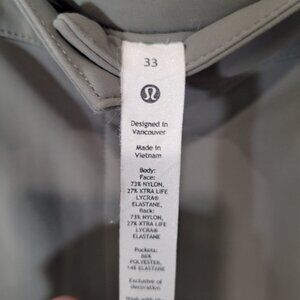 33
Designed in
Vancouver
Made in
Vietnam
Body:
Face:
73% NYLON,
27% XTRA LIFE
LYCRA®
ELASTANE,
Back:
73% NYLON,
27% XTRA LIFE
LYCRA®
ELASTANE
Pockets:
86%
POLYESTER,
14% ELASTANE
Exclusive of
decoration